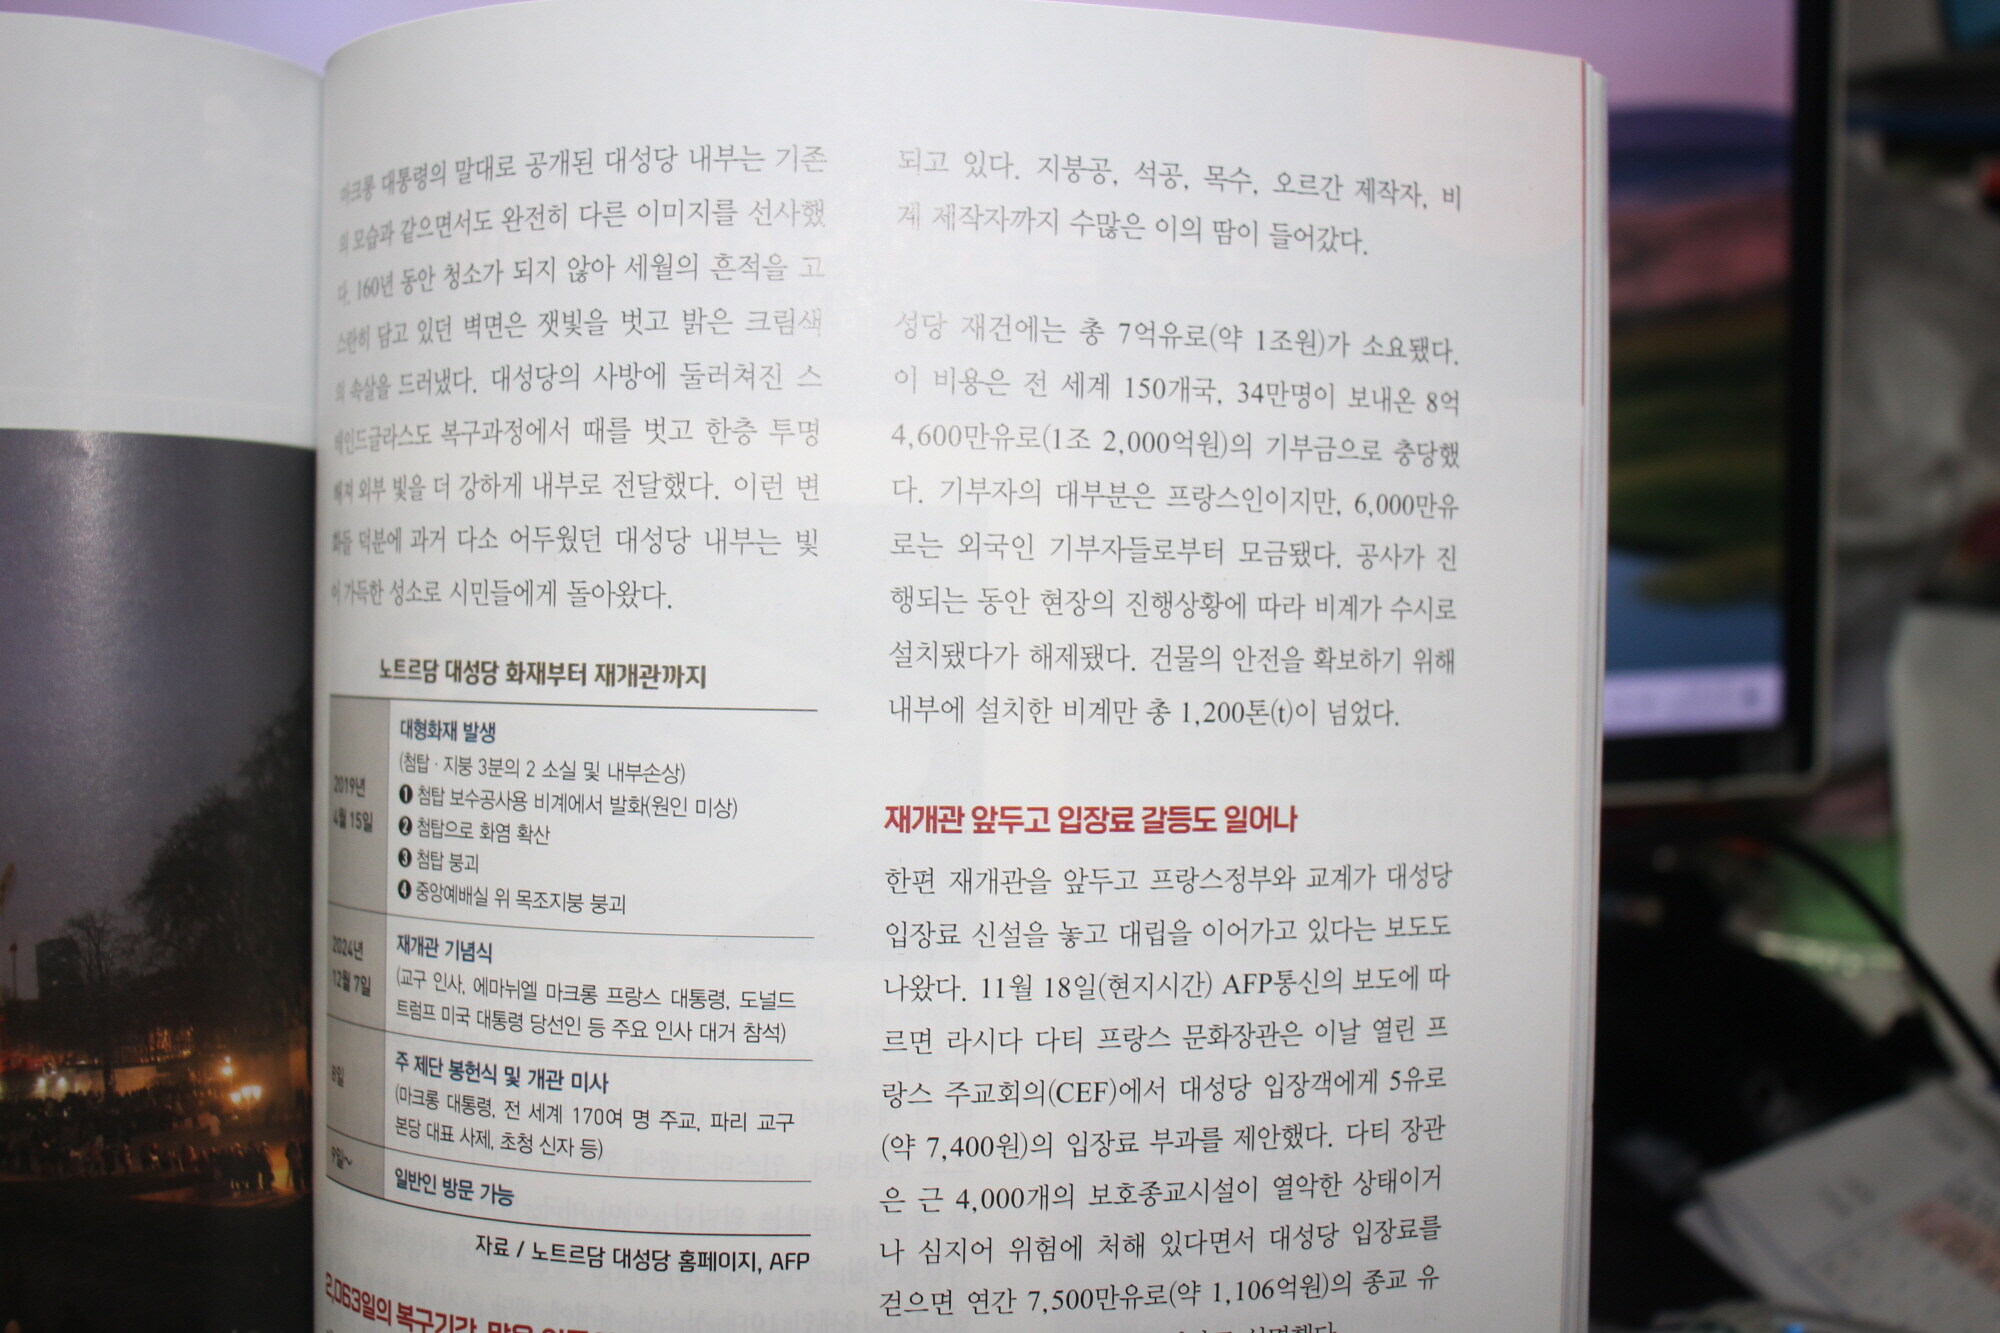 마크롱 대통령의 말대로 공개된 대성당 내부는 기존
의 모습과 같으면서도 완전히 다른 이미지를 선사했
다. 160년 동안 청소가 되지 않아 세월의 흔적을 고
스란히 담고 있던 벽면은 잿빛을 벗고 밝은 크림색
의 속살을 드러냈다. 대성당의 사방에 둘러쳐진 스
테인드글라스도 복구과정에서 때를 벗고 한층 투명
해져 외부 빛을 더 강하게 내부로 전달했다. 이런 변
화들 덕분에 과거 다소 어두웠던 대성당 내부는 빛
이 가득한 성소로 시민들에게 돌아왔다.
노트르담 대성당 화재부터 재개관까지
2019년
4월 15일
대형화재 발생
(첨탑·지붕 3분의 2 소실 및 내부손상)
❶ 첨탑 보수공사용 비계에서 발화(원인 미상)
❷ 첨탑으로 화염 확산
❸ 첨탑 붕괴
❹ 중앙예배실 위 목조지붕 붕괴
2024년
12월 7일
재개관 기념식
(교구 인사, 에마뉘엘 마크롱 프랑스 대통령, 도널드
트럼프 미국 대통령 당선인 등 주요 인사 대거 참석)
8일
주 제단 봉헌식 및 개관 미사
(마크롱 대통령, 전 세계 170여 명 주교, 파리 교구
본당 대표 사제, 초청 신자 등)
9일~
일반인 방문 가능
자료 / 노트르담 대성당 홈페이지, AFP
2,063일의 복구기간, 많은
되고 있다. 지붕공, 석공, 목수, 오르간 제작자, 비
계 제작자까지 수많은 이의 땀이 들어갔다.
성당 재건에는 총 7억유로(약 1조원)가 소요됐다.
이 비용은 전 세계 150개국, 34만명이 보내온 8억
4,600만유로(1조 2,000억원)의 기부금으로 충당했
다. 기부자의 대부분은 프랑스인이지만, 6,000만유
로는 외국인 기부자들로부터 모금됐다. 공사가 진
행되는 동안 현장의 진행상황에 따라 비계가 수시로
설치됐다가 해제됐다. 건물의 안전을 확보하기 위해
내부에 설치한 비계만 총 1,200톤(t)이 넘었다.
재개관 앞두고 입장료 갈등도 일어나
한편 재개관을 앞두고 프랑스정부와 교계가 대성당
입장료 신설을 놓고 대립을 이어가고 있다는 보도도
나왔다. 11월 18일(현지시간) AFP통신의 보도에 따
르면 라시다 다티 프랑스 문화장관은 이날 열린 프
랑스 주교회의(CEF)에서 대성당 입장객에게 5유로
(약 7,400원)의 입장료 부과를 제안했다. 다티 장관
은 근 4,000개의 보호종교시설이 열악한 상태이거
나 심지어 위험에 처해 있다면서 대성당 입장료를
걷으면 연간 7,500만유로(약 1,106억원)의 종교 유
설명했다.